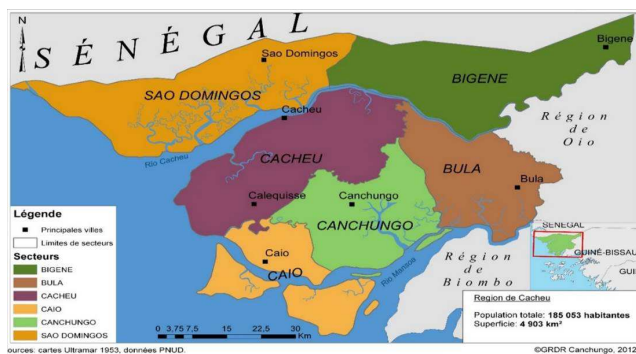 N
SÉNÉGAL
Bigene
Sao Domingos
BIGENE
SAO DOMINGOS
Cacheu
Région
de
Oio
Rio Cacheu
CACHEU
BULA
Calequisse
Canchungo
Bula
CANCHUNGO
Légende
Principales villes
Limites de secteurs
Secteurs
BIGENE
BULA
CACHEU
CAIO
CANCHUNGO
SAO DOMINGOS
Caio
CAIO
Rio Mansoa
Région
de
Biombo
SÉNÉGAL
GUINÉ-BISSAU
GUI
Region de Cacheu
Population totale: 185 053 habitantes
Superficie: 4 903 km²
0 3.75 7.5 15 22.5 30
Km
ources: cartes Ultramar 1953, données PNUD.
©GRDR Canchungo, 2012